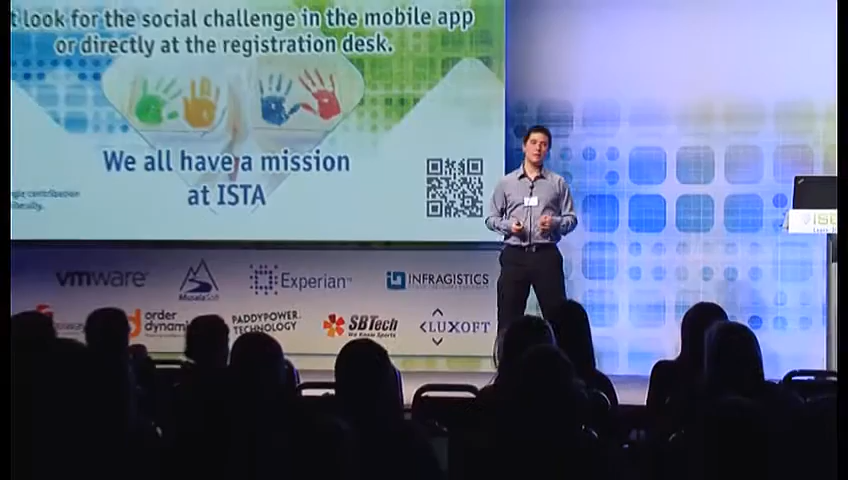 look for the social challenge in the mobile app
or directly at the registration desk.
We all have a mission
at ISTA
vmware
MusalaSoft
Experian
INFRAGISTICS
order
dynamics
PADDYPOWER.
TECHNOLOGY
SBTech
We Know Sports
LUXOFT